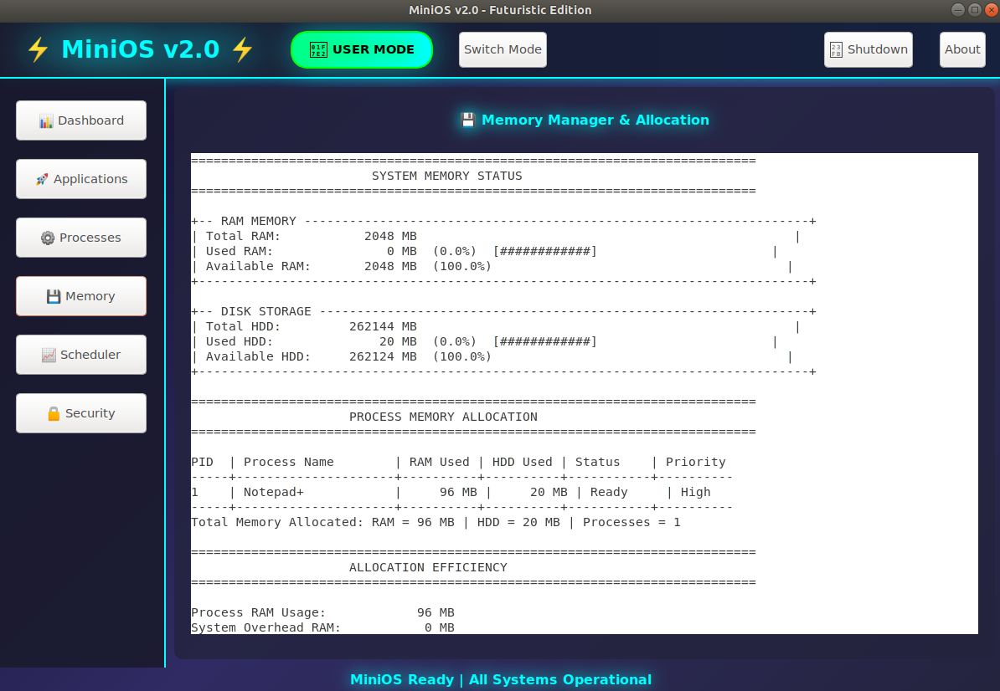 MiniOS v2.0 - Futuristic Edition
⚡ MiniOS v2.0 ⚡
USER MODE
Switch Mode
Shutdown
About
📊 Dashboard
🚀 Applications
⚙️ Processes
💾 Memory
📈 Scheduler
🔒 Security
💾 Memory Manager & Allocation
===========================================================================
                        SYSTEM MEMORY STATUS
===========================================================================
+-- RAM MEMORY -------------------------------------------------------------------+
| Total RAM:           2048 MB                                                  |
| Used RAM:               0 MB  (0.0%)  [############]                       |
| Available RAM:       2048 MB  (100.0%)                                       |
+---------------------------------------------------------------------------------+
+-- DISK STORAGE -----------------------------------------------------------------+
| Total HDD:         262144 MB                                                  |
| Used HDD:              20 MB  (0.0%)  [############]                       |
| Available HDD:     262124 MB  (100.0%)                                       |
+---------------------------------------------------------------------------------+
===========================================================================
                     PROCESS MEMORY ALLOCATION
===========================================================================
PID  | Process Name        | RAM Used | HDD Used | Status    | Priority
-----+---------------------+----------+----------+-----------+----------
1    | Notepad+            |     96 MB |     20 MB | Ready     | High
-----+---------------------+----------+----------+-----------+----------
Total Memory Allocated: RAM = 96 MB | HDD = 20 MB | Processes = 1
===========================================================================
                     ALLOCATION EFFICIENCY
===========================================================================
Process RAM Usage:            96 MB
System Overhead RAM:           0 MB
MiniOS Ready | All Systems Operational